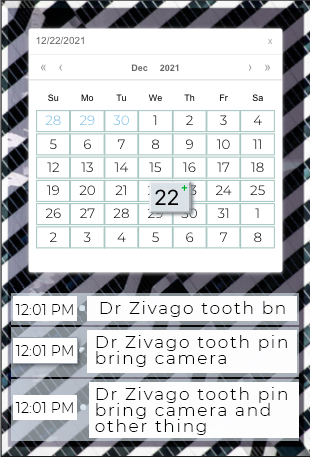 12/22/2021 x
« ‹ Dec 2021 › »
Su Mo Tu We Th Fr Sa
28 29 30 1 2 3 4
5 6 7 8 9 10 11
12 13 14 15 16 17 18
19 20 21 22 24 25
26 27 28 30 31 1
2 3 4 5 6 7 8
12:01 PM Dr Zivago tooth bn
12:01 PM Dr Zivago tooth pin
bring camera
12:01 PM Dr Zivago tooth pin
bring camera and
other thing